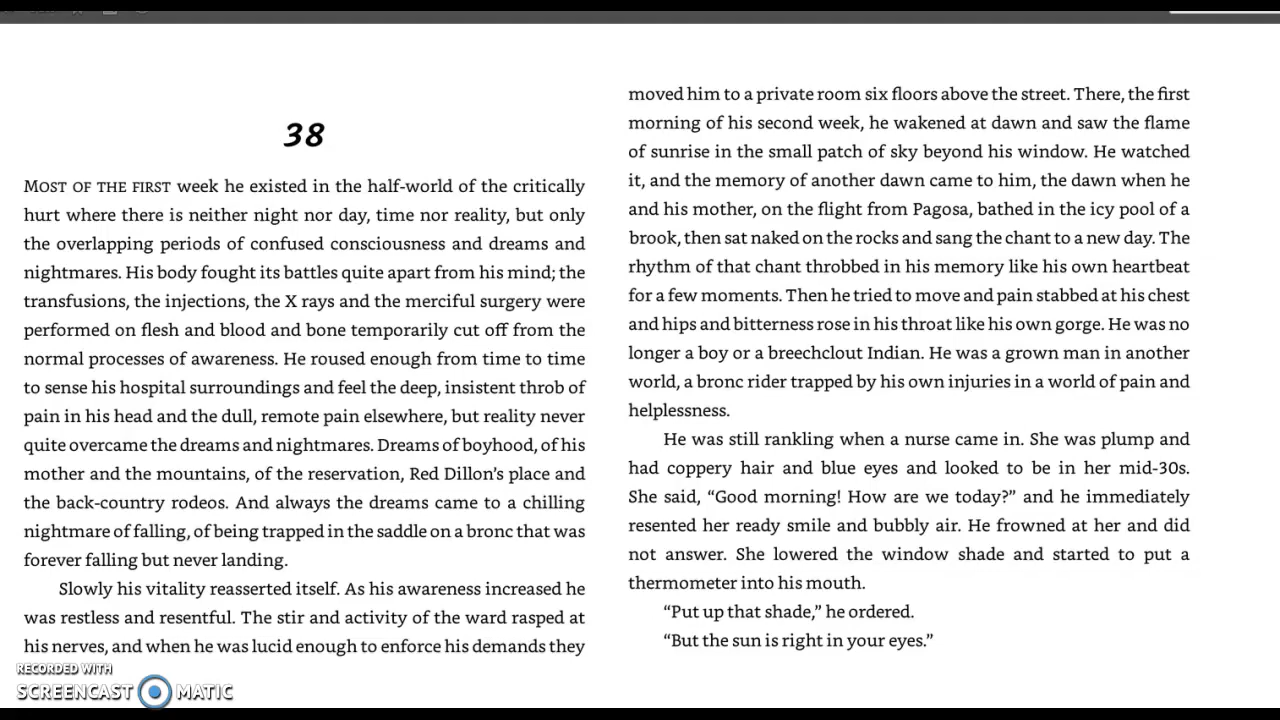 38
MOST OF THE FIRST week he existed in the half-world of the critically
hurt where there is neither night nor day, time nor reality, but only
the overlapping periods of confused consciousness and dreams and
nightmares. His body fought its battles quite apart from his mind; the
transfusions, the injections, the X rays and the merciful surgery were
performed on flesh and blood and bone temporarily cut off from the
normal processes of awareness. He roused enough from time to time
to sense his hospital surroundings and feel the deep, insistent throb of
pain in his head and the dull, remote pain elsewhere, but reality never
quite overcame the dreams and nightmares. Dreams of boyhood, of his
mother and the mountains, of the reservation, Red Dillon’s place and
the back-country rodeos. And always the dreams came to a chilling
nightmare of falling, of being trapped in the saddle on a bronc that was
forever falling but never landing.
Slowly his vitality reasserted itself. As his awareness increased he
was restless and resentful. The stir and activity of the ward rasped at
his nerves, and when he was lucid enough to enforce his demands they
moved him to a private room six floors above the street. There, the first
morning of his second week, he wakened at dawn and saw the flame
of sunrise in the small patch of sky beyond his window. He watched
it, and the memory of another dawn came to him, the dawn when he
and his mother, on the flight from Pagosa, bathed in the icy pool of a
brook, then sat naked on the rocks and sang the chant to a new day. The
rhythm of that chant throbbed in his memory like his own heartbeat
for a few moments. Then he tried to move and pain stabbed at his chest
and hips and bitterness rose in his throat like his own gorge. He was no
longer a boy or a breechclout Indian. He was a grown man in another
world, a bronc rider trapped by his own injuries in a world of pain and
helplessness.
He was still rankling when a nurse came in. She was plump and
had coppery hair and blue eyes and looked to be in her mid-30s.
She said, “Good morning! How are we today?” and he immediately
resented her ready smile and bubbly air. He frowned at her and did
not answer. She lowered the window shade and started to put a
thermometer into his mouth.
“Put up that shade,” he ordered.
“But the sun is right in your eyes.”
RECORDED WITH
SCREENCAST MATIC